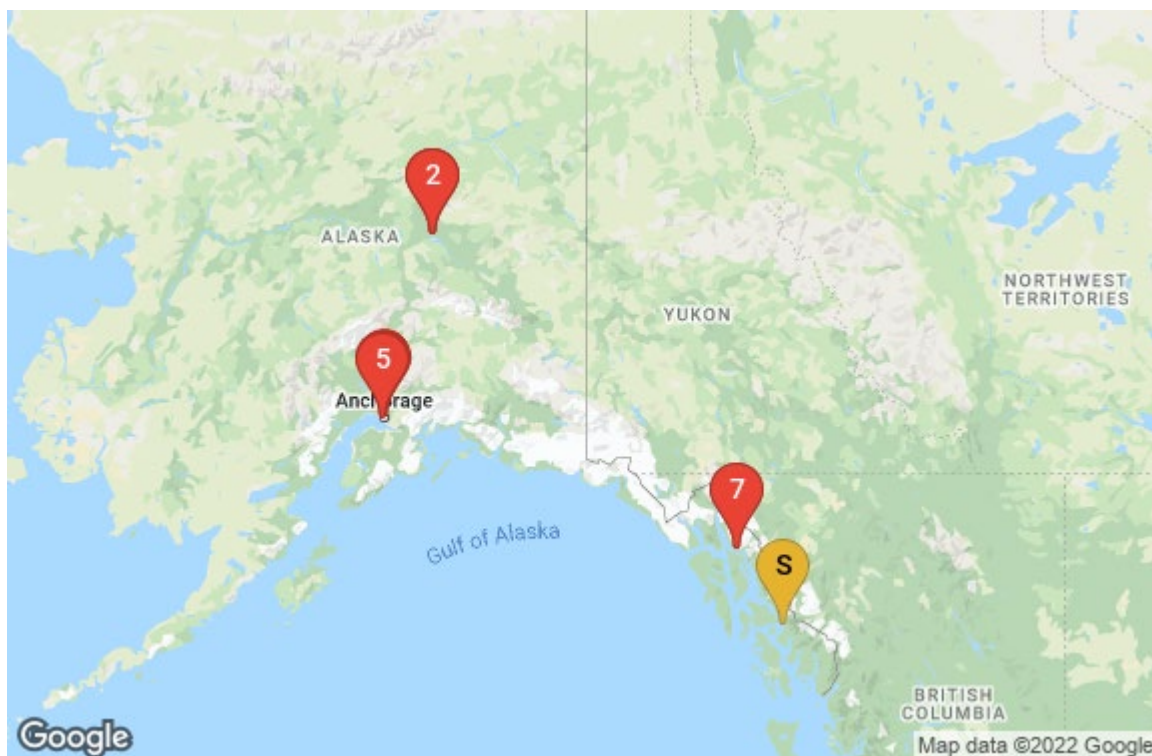 2
ALASKA
NORTHWEST
TERRITORIES
YUKON
5
Anchorage
7
Gulf of Alaska
S
BRITISH
COLUMBIA
Google
Map data ©2022 Google